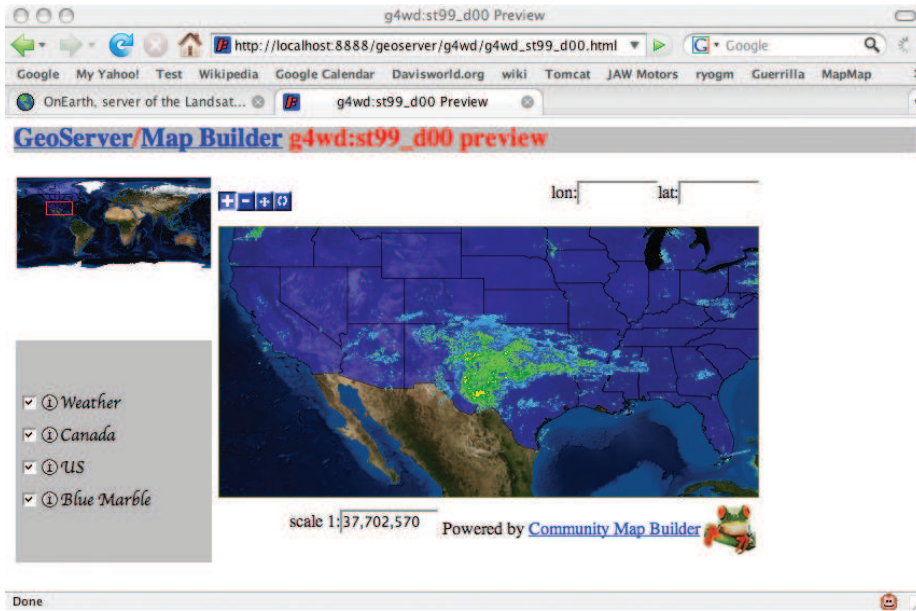 g4wd:st99_d00 Preview
http://localhost:8888/geoserver/g4wd/g4wd_st99_d00.html
G Google
Google My Yahoo! Test Wikipedia Google Calendar Davisworld.org wiki Tomcat JAW Motors ryogm Guerrilla MapMap
OnEarth, server of the Landsat... g4wd:st99_d00 Preview
GeoServer/Map Builder g4wd:st99_d00 preview
lon: lat:
Weather
Canada
US
Blue Marble
scale 1: 37,702,570
Powered by Community Map Builder
Done